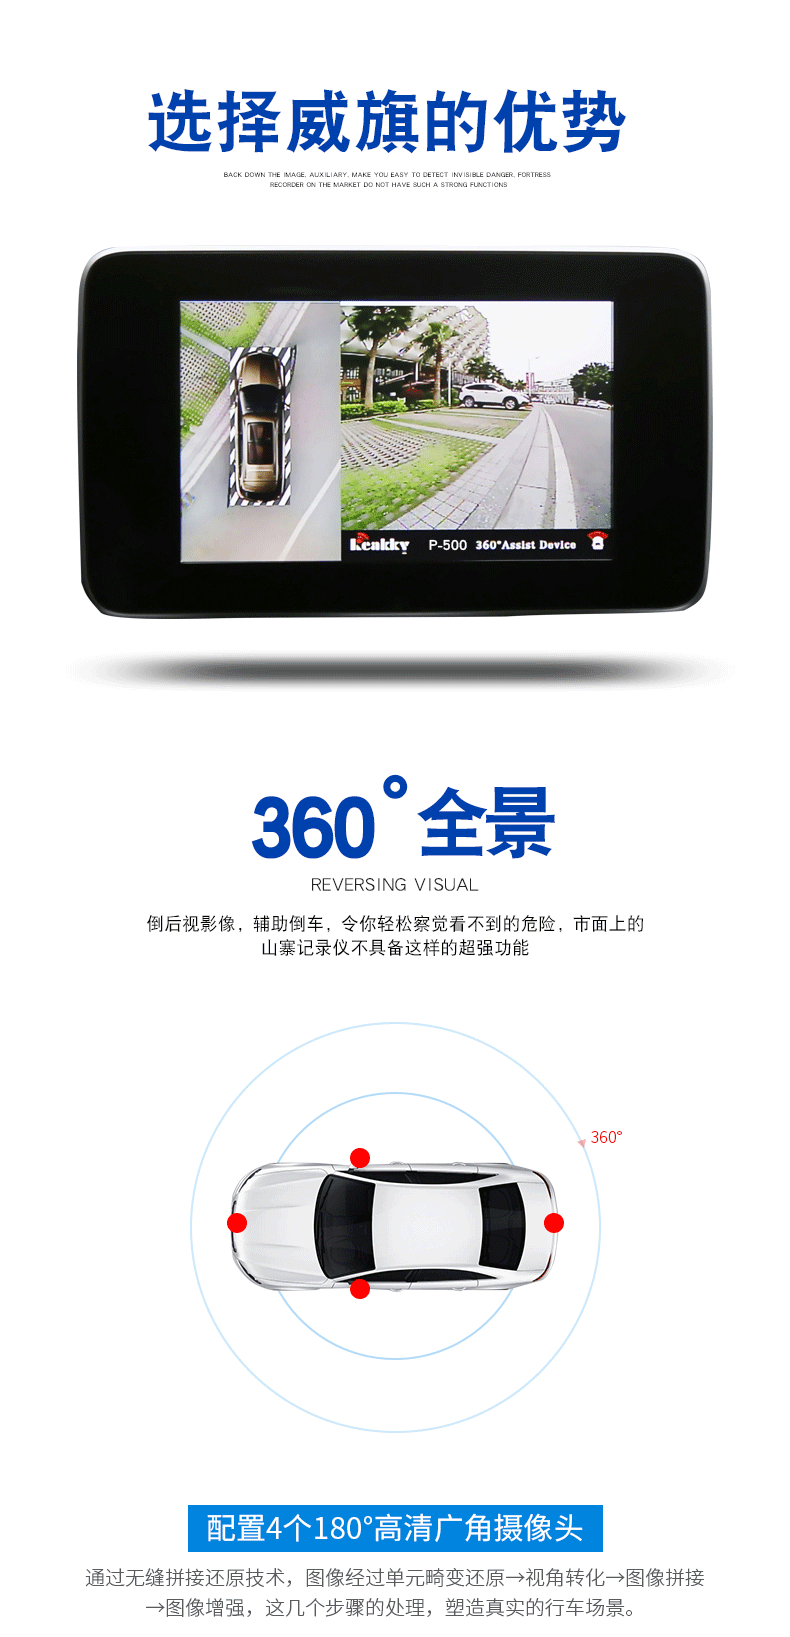 选择威旗的优势
BACK DOWN THE IMAGE, AUXILIARY, MAKE YOU EASY TO DETECT INVISIBLE DANGER, FORTRESS
RECORDER ON THE MARKET DO NOT HAVE SUCH A STRONG FUNCTIONS
Keakky P-500 360°Assist Device
360°全景
REVERSING VISUAL
倒后视影像，辅助倒车，令你轻松察觉看不到的危险，市面上的
山寨记录仪不具备这样的超强功能
360°
配置4个180°高清广角摄像头
通过无缝拼接还原技术，图像经过单元畸变还原→视角转化→图像拼接
→图像增强，这几个步骤的处理，塑造真实的行车场景。